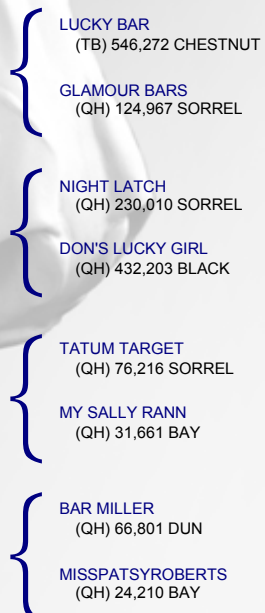 LUCKY BAR
(TB) 546,272 CHESTNUT
GLAMOUR BARS
(QH) 124,967 SORREL
NIGHT LATCH
(QH) 230,010 SORREL
DON'S LUCKY GIRL
(QH) 432,203 BLACK
TATUM TARGET
(QH) 76,216 SORREL
MY SALLY RANN
(QH) 31,661 BAY
BAR MILLER
(QH) 66,801 DUN
MISSPATSYROBERTS
(QH) 24,210 BAY